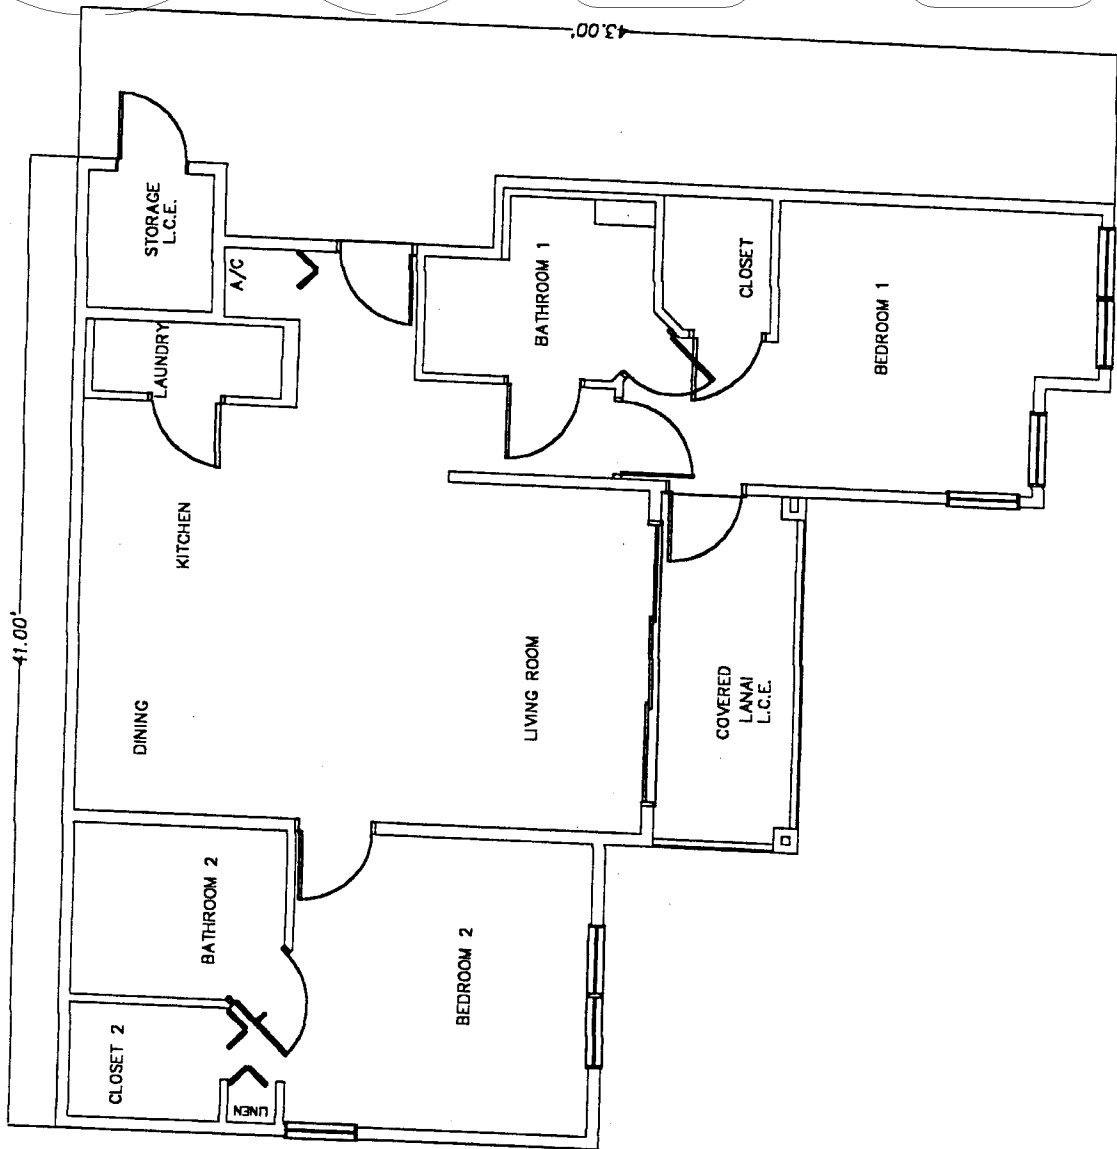 43.00'
STORAGE
L.C.E.
A/C
LAUNDRY
BATHROOM 1
CLOSET
BEDROOM 1
KITCHEN
41.00'
DINING
LIVING ROOM
COVERED
LANAI
L.C.E.
BATHROOM 2
BEDROOM 2
CLOSET 2
LINEN